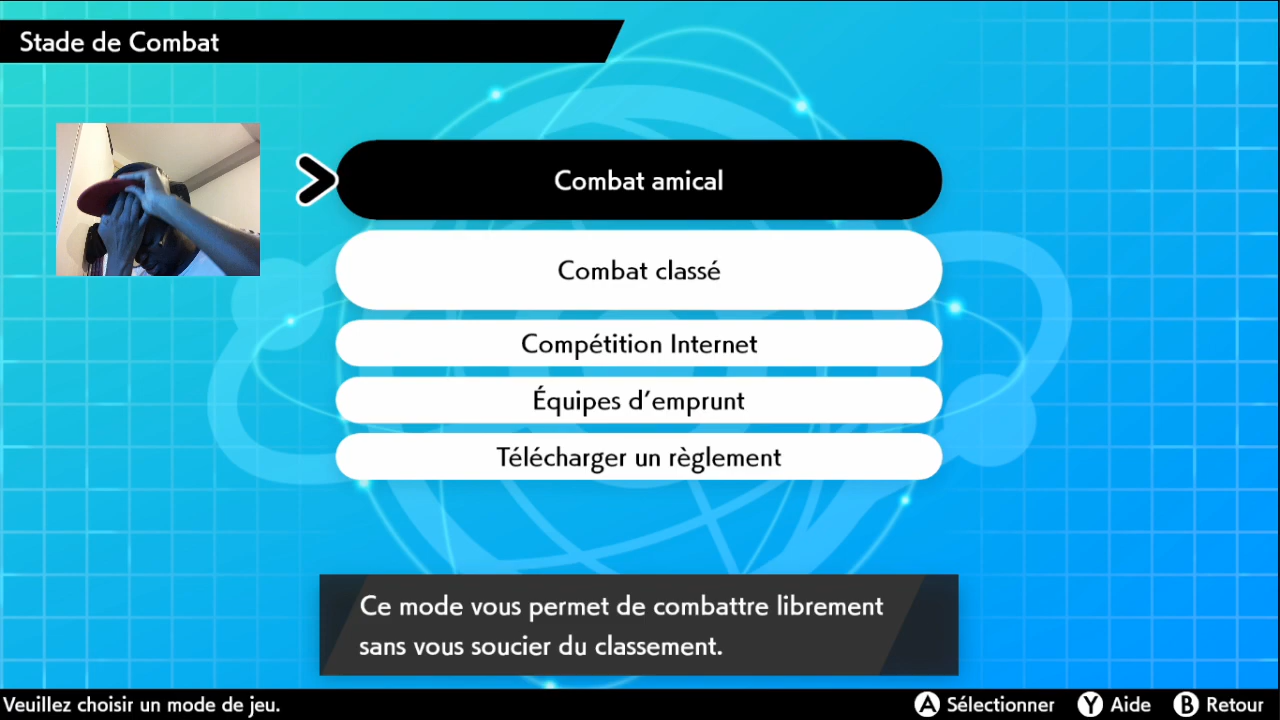 Stade de Combat
Combat amical
Combat classé
Compétition Internet
Équipes d’emprunt
Télécharger un règlement
Ce mode vous permet de combattre librement
sans vous soucier du classement.
Veuillez choisir un mode de jeu.
A Sélectionner Y Aide B Retour